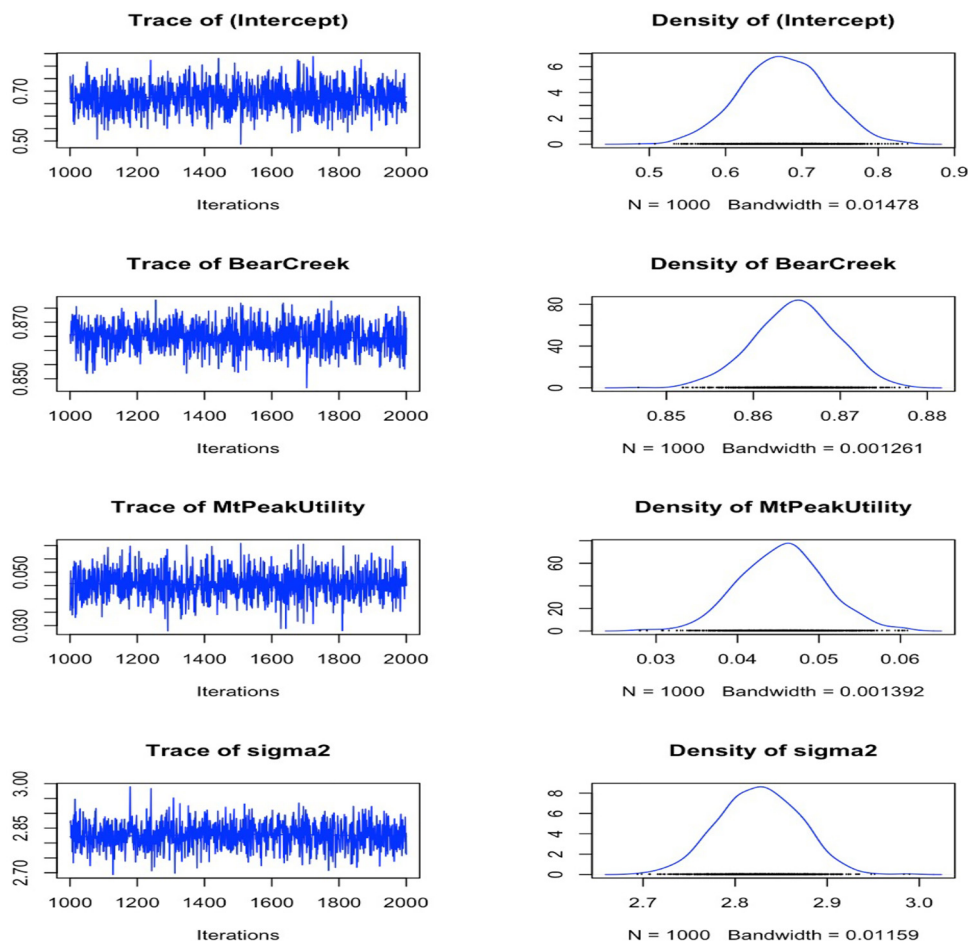 Trace of (Intercept)
0.70
0.50
1000 1200 1400 1600 1800 2000
Iterations
Density of (Intercept)
6
4
2
0
0.5 0.6 0.7 0.8 0.9
N = 1000 Bandwidth = 0.01478
Trace of BearCreek
0.870
0.850
1000 1200 1400 1600 1800 2000
Iterations
Density of BearCreek
80
40
0
0.85 0.86 0.87 0.88
N = 1000 Bandwidth = 0.001261
Trace of MtPeakUtility
0.050
0.030
1000 1200 1400 1600 1800 2000
Iterations
Density of MtPeakUtility
60
20
0
0.03 0.04 0.05 0.06
N = 1000 Bandwidth = 0.001392
Trace of sigma2
3.00
2.85
2.70
1000 1200 1400 1600 1800 2000
Iterations
Density of sigma2
8
6
4
2
0
2.7 2.8 2.9 3.0
N = 1000 Bandwidth = 0.01159